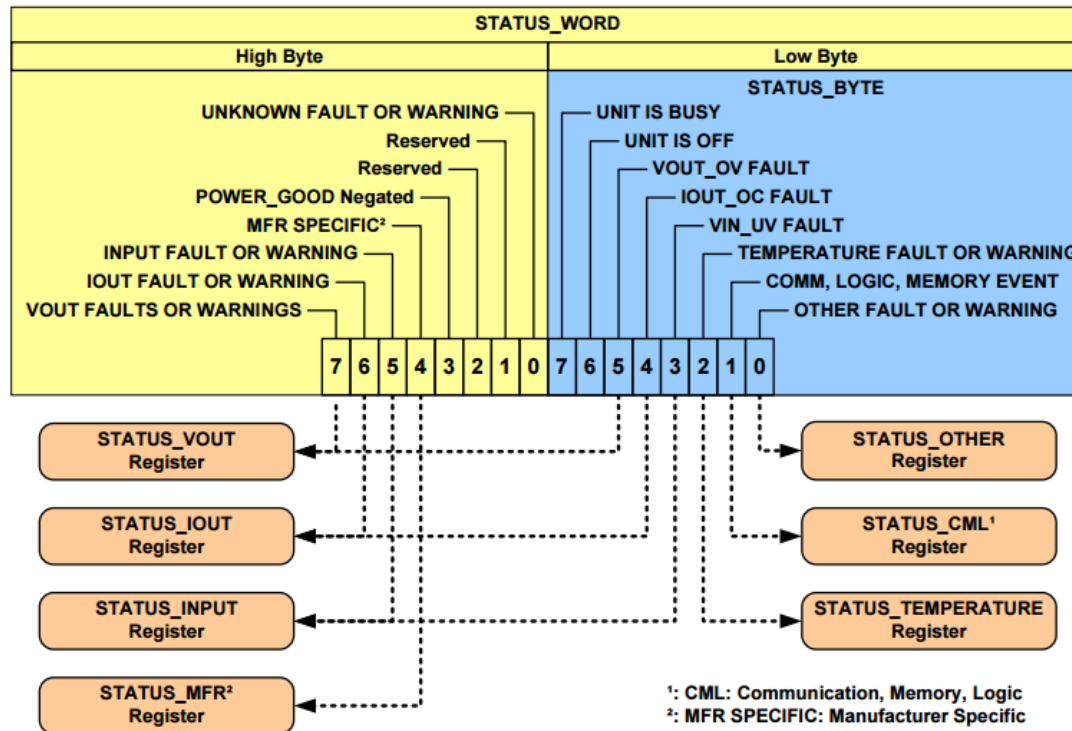 STATUS_WORD
High Byte
Low Byte
STATUS_BYTE
UNKNOWN FAULT OR WARNING
UNIT IS BUSY
Reserved
UNIT IS OFF
Reserved
VOUT_OV FAULT
POWER_GOOD Negated
IOUT_OC FAULT
MFR SPECIFIC²
VIN_UV FAULT
INPUT FAULT OR WARNING
TEMPERATURE FAULT OR WARNING
IOUT FAULT OR WARNING
COMM, LOGIC, MEMORY EVENT
VOUT FAULTS OR WARNINGS
OTHER FAULT OR WARNING
7 6 5 4 3 2 1 0 7 6 5 4 3 2 1 0
STATUS_VOUT
Register
STATUS_OTHER
Register
STATUS_IOUT
Register
STATUS_CML¹
Register
STATUS_INPUT
Register
STATUS_TEMPERATURE
Register
STATUS_MFR²
Register
¹: CML: Communication, Memory, Logic
²: MFR SPECIFIC: Manufacturer Specific